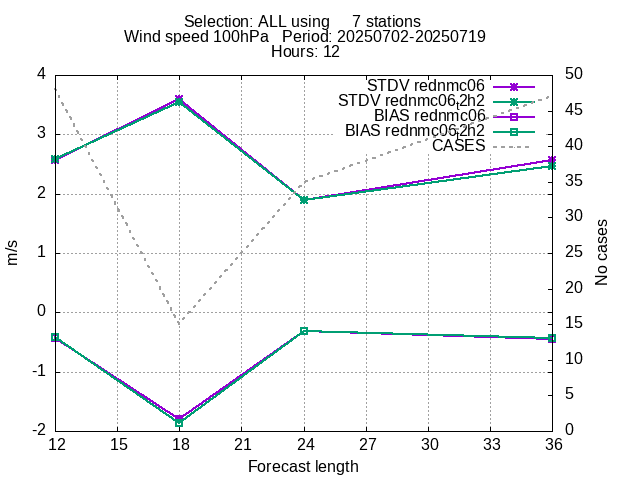 Selection: ALL using 7 stations
Wind speed 100hPa Period: 20250702-20250719
Hours: 12
STDV rednmc06
STDV rednmc06t2h2
BIAS rednmc06
BIAS rednmc06t2h2
CASES
4
3
2
1
0
-1
-2
m/s
50
45
40
35
30
25
20
15
10
5
0
No cases
12 15 18 21 24 27 30 33 36
Forecast length